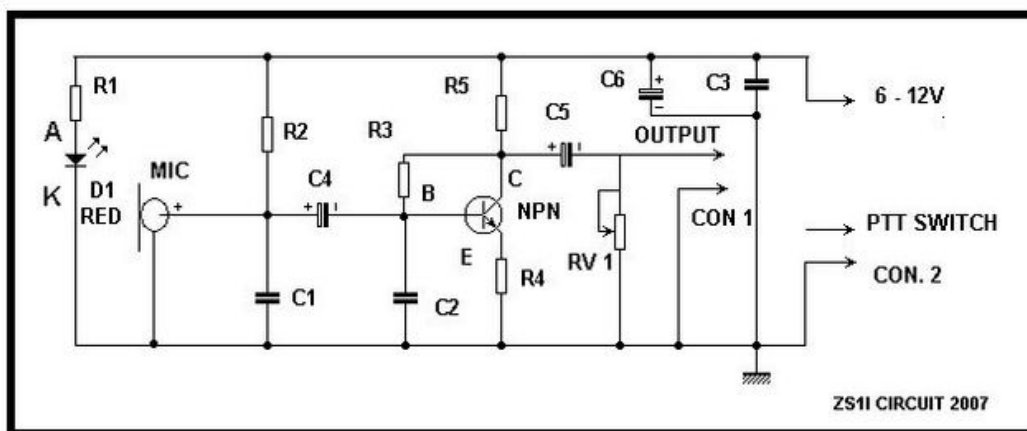 R1
A
K
D1
RED
MIC
+
R2
C1
C4
+ -
R3
B
C2
R5
C
NPN
E
R4
C5
+ -
RV 1
C6
+
-
C3
OUTPUT
CON 1
6 - 12V
PTT SWITCH
CON. 2
ZS1I CIRCUIT 2007